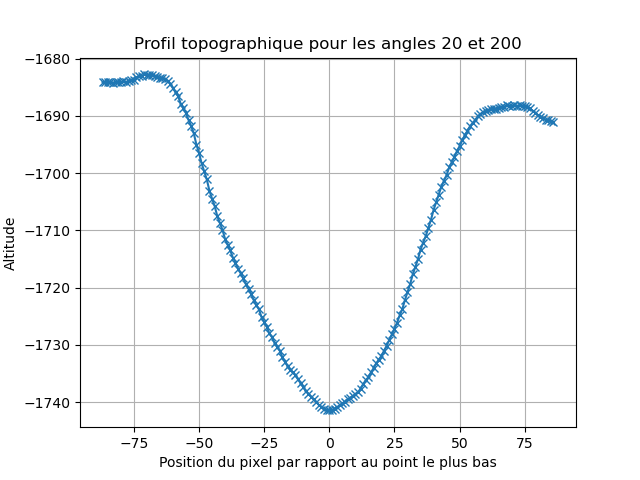 Profil topographique pour les angles 20 et 200
−1680
−1690
−1700
−1710
−1720
−1730
−1740
Altitude
−75 −50 −25 0 25 50 75
Position du pixel par rapport au point le plus bas